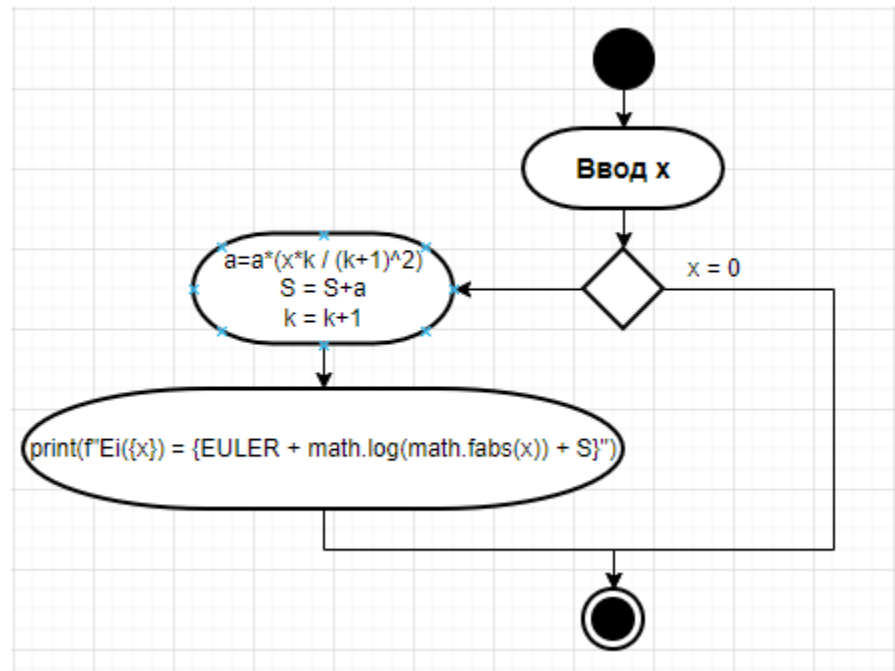 Ввод x
x = 0
a=a*(x*k / (k+1)^2)
S = S+a
k = k+1
print(f"Ei({x}) = {EULER + math.log(math.fabs(x)) + S}")